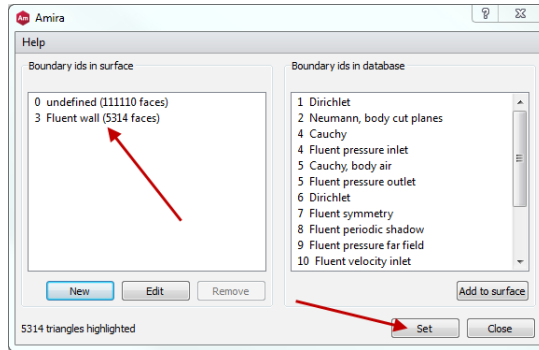 Am Amira
Help
Boundary ids in surface
0 undefined (111110 faces)
3 Fluent wall (5314 faces)
New Edit Remove
Boundary ids in database
1 Dirichlet
2 Neumann, body cut planes
4 Cauchy
4 Fluent pressure inlet
5 Cauchy, body air
5 Fluent pressure outlet
6 Dirichlet
7 Fluent symmetry
8 Fluent periodic shadow
9 Fluent pressure far field
10 Fluent velocity inlet
Add to surface
5314 triangles highlighted
Set Close